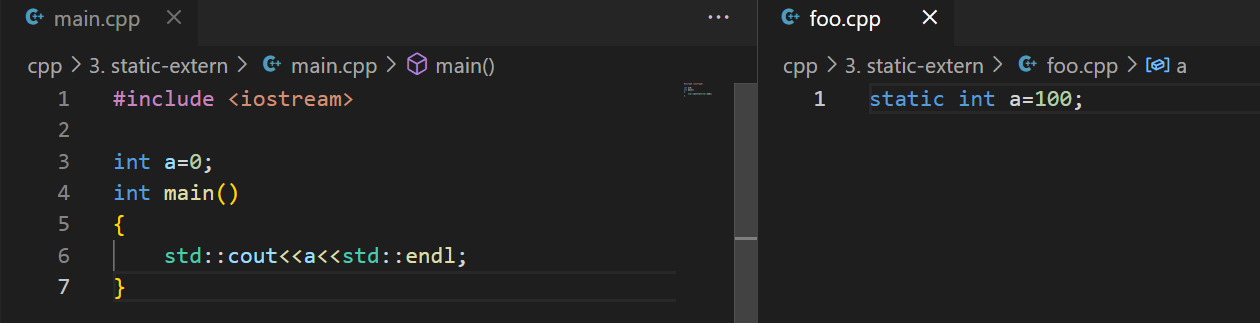 main.cpp
cpp > 3. static-extern > main.cpp > main()
1 #include <iostream>
2
3 int a=0;
4 int main()
5 {
6 std::cout<<a<<std::endl;
7 }
foo.cpp
cpp > 3. static-extern > foo.cpp > a
1 static int a=100;